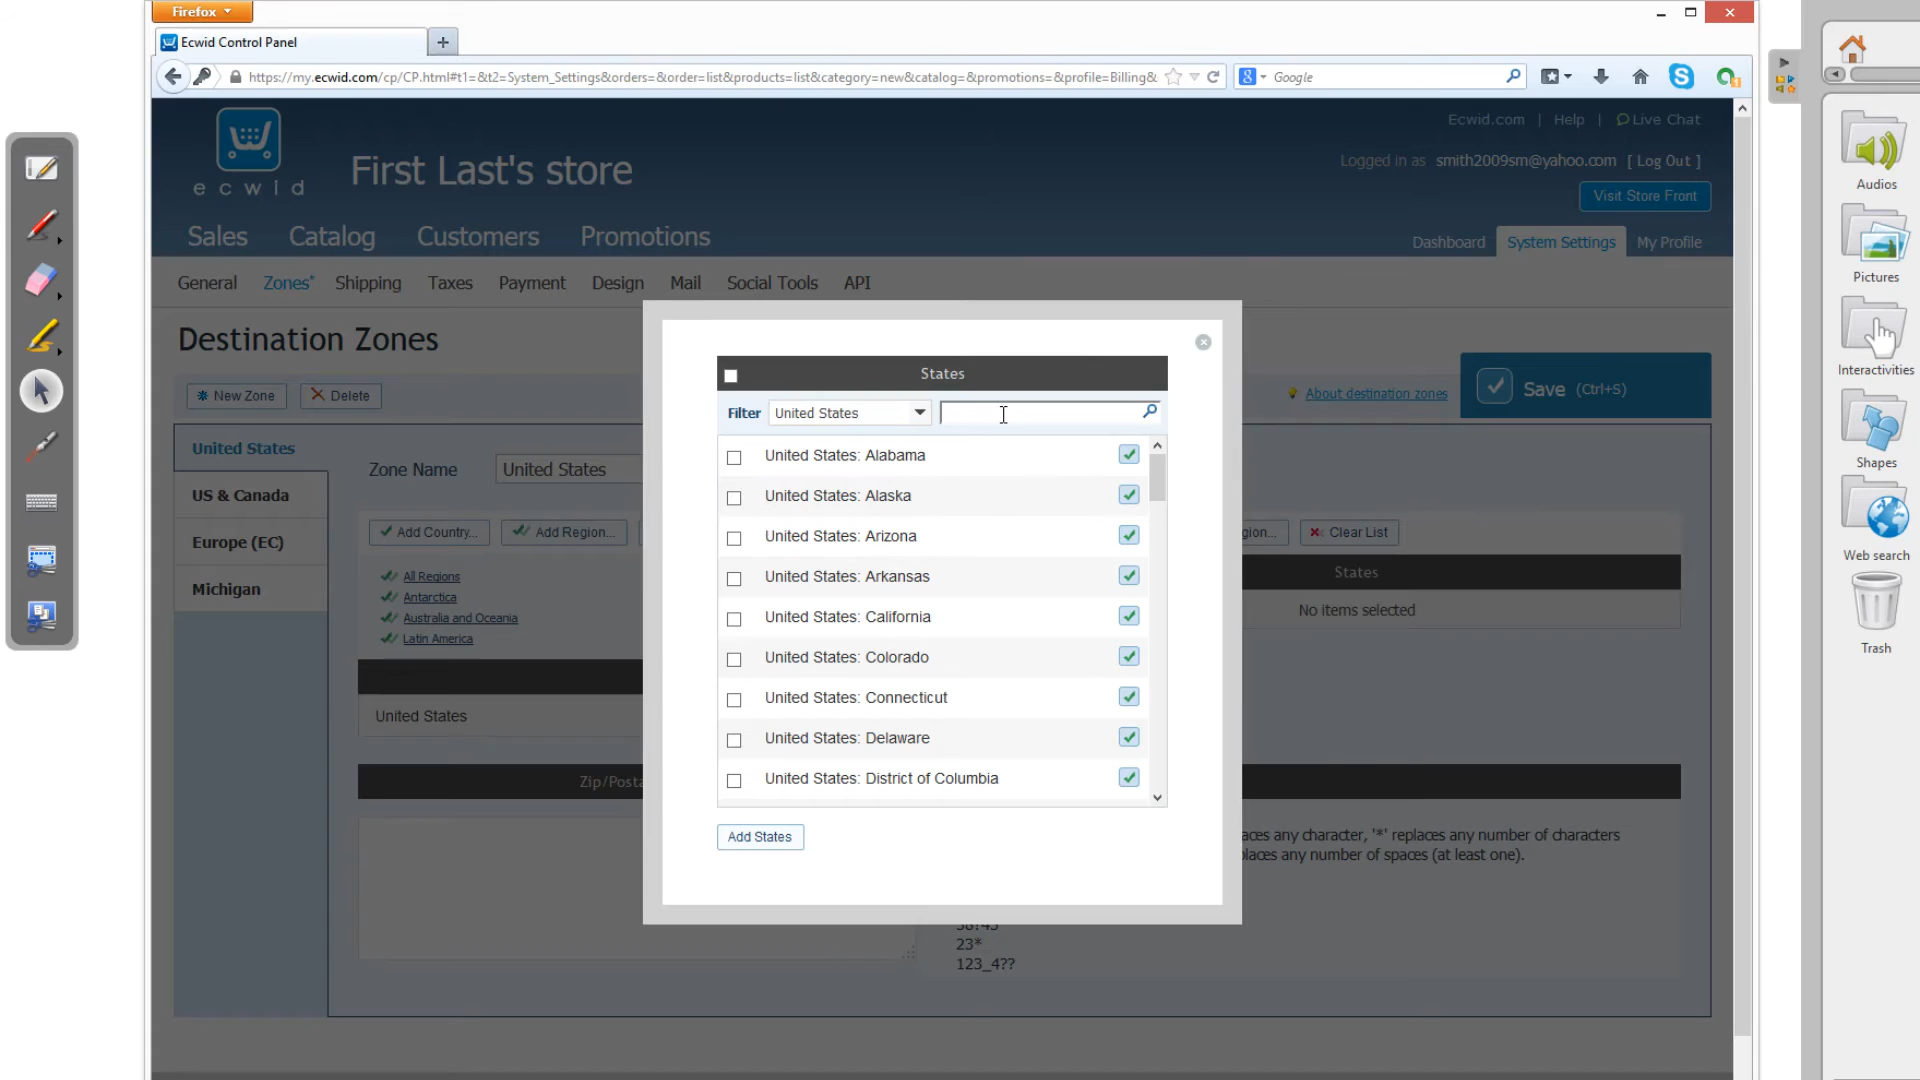 Firefox
Ecwid Control Panel
https://my.ecwid.com/cp/CP.html#t1=&t2=System_Settings&orders=&order=list&products=list&category=new&catalog=&promotions=&profile=Billing&
Google
ecwid
First Last's store
Ecwid.com | Help | Live Chat
Logged in as smith2009sm@yahoo.com [ Log Out ]
Visit Store Front
Sales Catalog Customers Promotions
Dashboard System Settings My Profile
General Zones* Shipping Taxes Payment Design Mail Social Tools API
Destination Zones
New Zone Delete
About destination zones
Save (Ctrl+S)
United States
US & Canada
Europe (EC)
Michigan
Zone Name United States
Add Country... Add Region...
gion... Clear List
All Regions
Antarctica
Australia and Oceania
Latin America
States
No items selected
United States
Zip/Posta
aces any character, '*' replaces any number of characters
laces any number of spaces (at least one).
23*
123_4??
States
Filter United States
United States: Alabama
United States: Alaska
United States: Arizona
United States: Arkansas
United States: California
United States: Colorado
United States: Connecticut
United States: Delaware
United States: District of Columbia
Add States
Audios
Pictures
Interactivities
Shapes
Web search
Trash